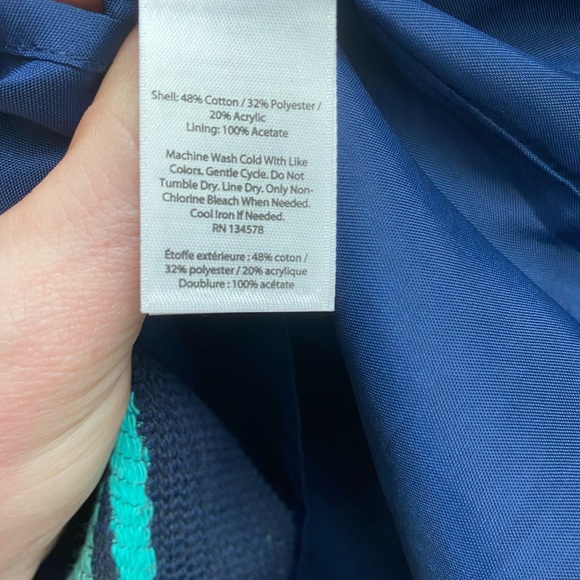 Shell: 48% Cotton / 32% Polyester /
20% Acrylic
Lining: 100% Acetate
Machine Wash Cold With Like
Colors. Gentle Cycle. Do Not
Tumble Dry. Line Dry. Only Non-
Chlorine Bleach When Needed.
Cool Iron If Needed.
RN 134578
Étoffe extérieure : 48% coton /
32% polyester / 20% acrylique
Doublure : 100% acétate